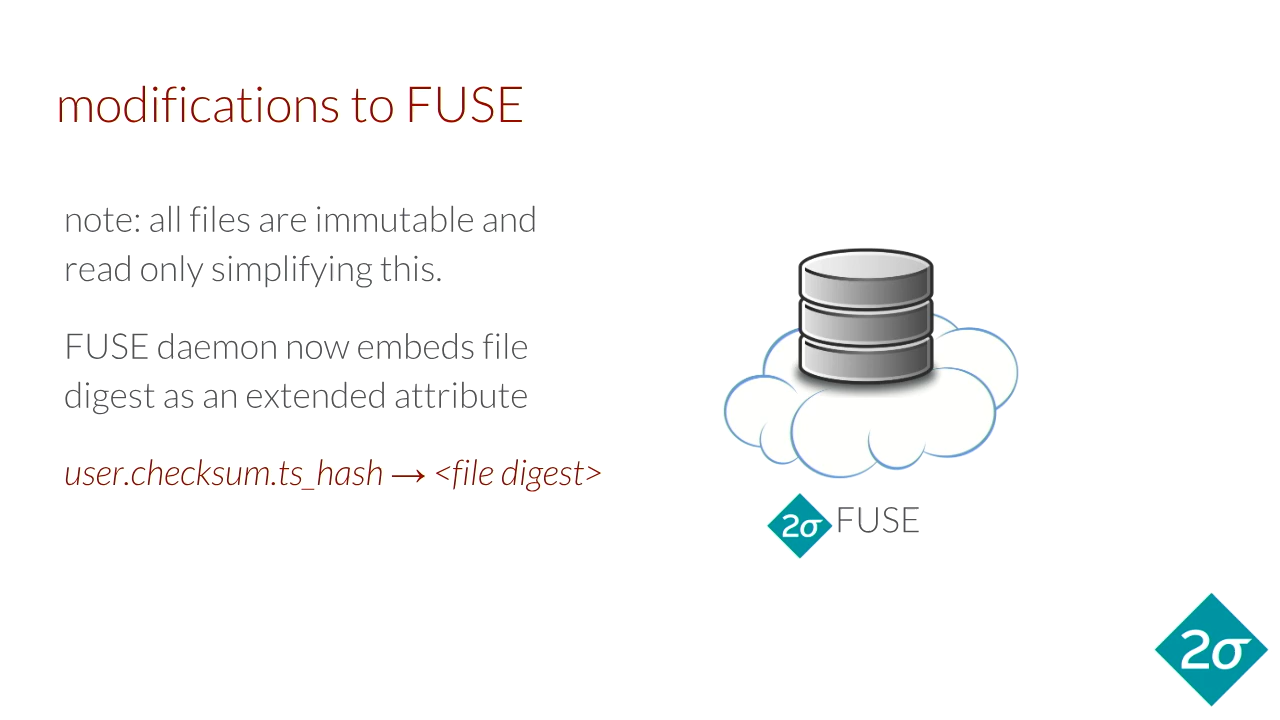 modifications to FUSE
note: all files are immutable and
read only simplifying this.
FUSE daemon now embeds file
digest as an extended attribute
user.checksum.ts_hash → <file digest>
2σ FUSE
2σ